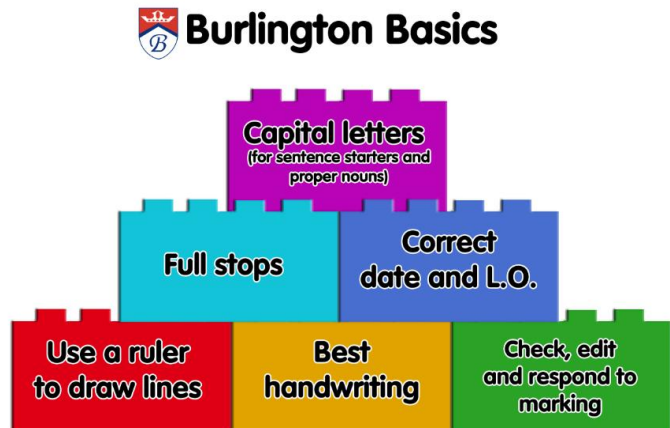 B
Burlington Basics
Capital letters
(for sentence starters and
proper nouns)
Full stops
Correct
date and L.O.
Use a ruler
to draw lines
Best
handwriting
Check, edit
and respond to
marking